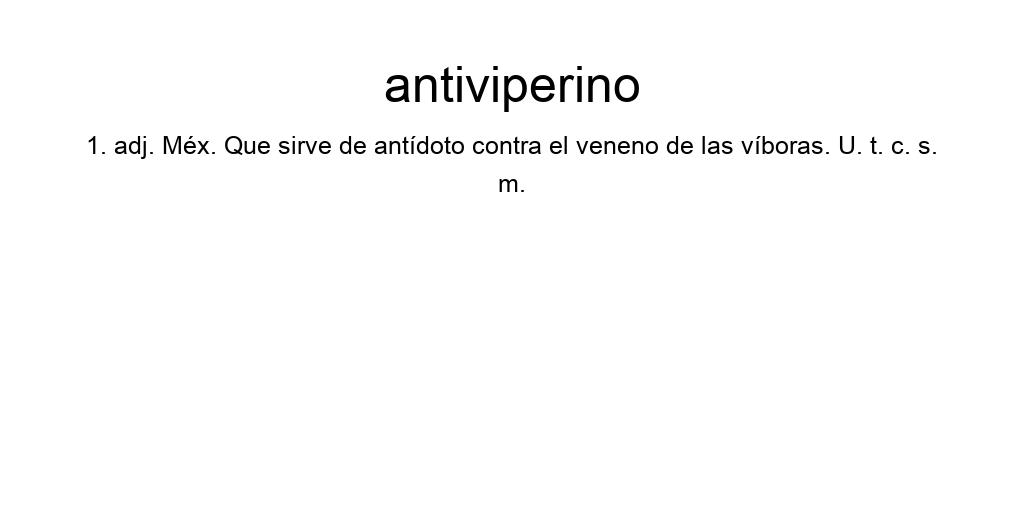 antiviperino
1. adj. Méx. Que sirve de antídoto contra el veneno de las víboras. U. t. c. s.
m.